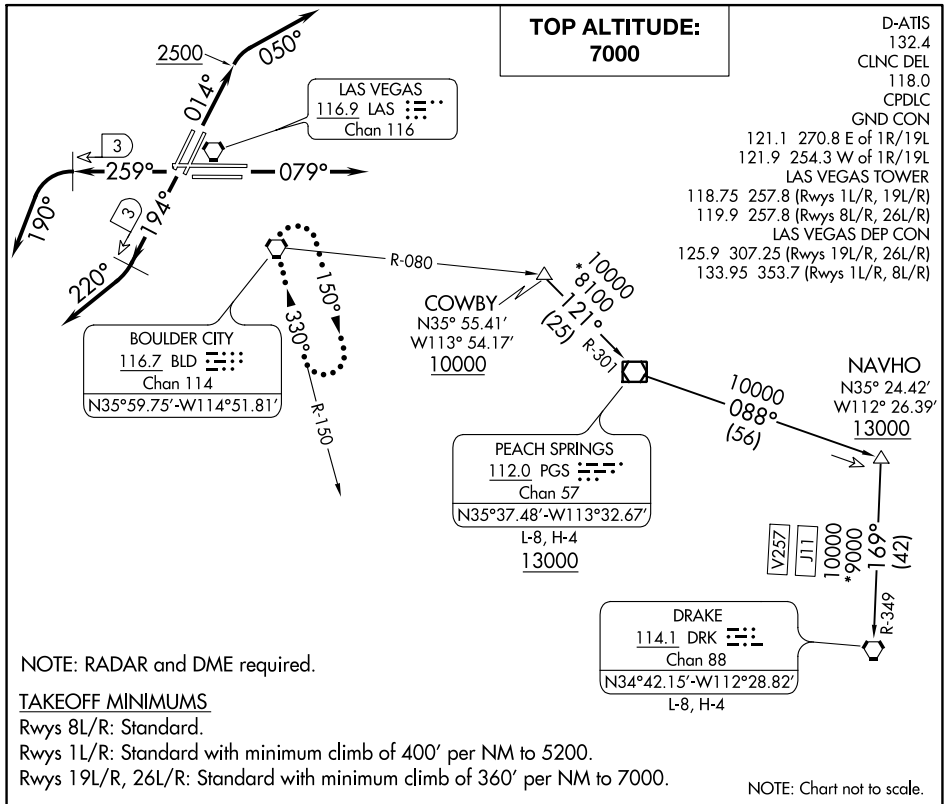 TOP ALTITUDE:
7000
D-ATIS
132.4
CLNC DEL
118.0
CPDLC
GND CON
121.1 270.8 E of 1R/19L
121.9 254.3 W of 1R/19L
LAS VEGAS TOWER
118.75 257.8 (Rwys 1L/R, 19L/R)
119.9 257.8 (Rwys 8L/R, 26L/R)
LAS VEGAS DEP CON
125.9 307.25 (Rwys 19L/R, 26L/R)
133.95 353.7 (Rwys 1L/R, 8L/R)
2500
050°
014°
LAS VEGAS
116.9 LAS
Chan 116
3
259°
079°
190°
3
194°
220°
BOULDER CITY
116.7 BLD
Chan 114
N35°59.75'-W114°51.81'
330°
150°
R-150
R-080
COWBY
N35° 55.41'
W113° 54.17'
10000
10000
*8100
121°
(25)
R-301
PEACH SPRINGS
112.0 PGS
Chan 57
N35°37.48'-W113°32.67'
L-8, H-4
13000
10000
088°
(56)
NAVHO
N35° 24.42'
W112° 26.39'
13000
V257
J11
10000
*9000
169°
(42)
R-349
DRAKE
114.1 DRK
Chan 88
N34°42.15'-W112°28.82'
L-8, H-4
NOTE: RADAR and DME required.
TAKEOFF MINIMUMS
Rwys 8L/R: Standard.
Rwys 1L/R: Standard with minimum climb of 400' per NM to 5200.
Rwys 19L/R, 26L/R: Standard with minimum climb of 360' per NM to 7000.
NOTE: Chart not to scale.